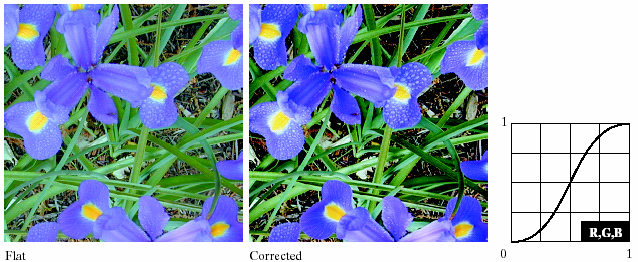 Flat
Corrected
1
R,G,B
0
1